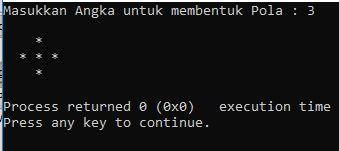 Masukkan Angka untuk membentuk Pola : 3
*
* * *
*
Process returned 0 (0x0) execution time
Press any key to continue.